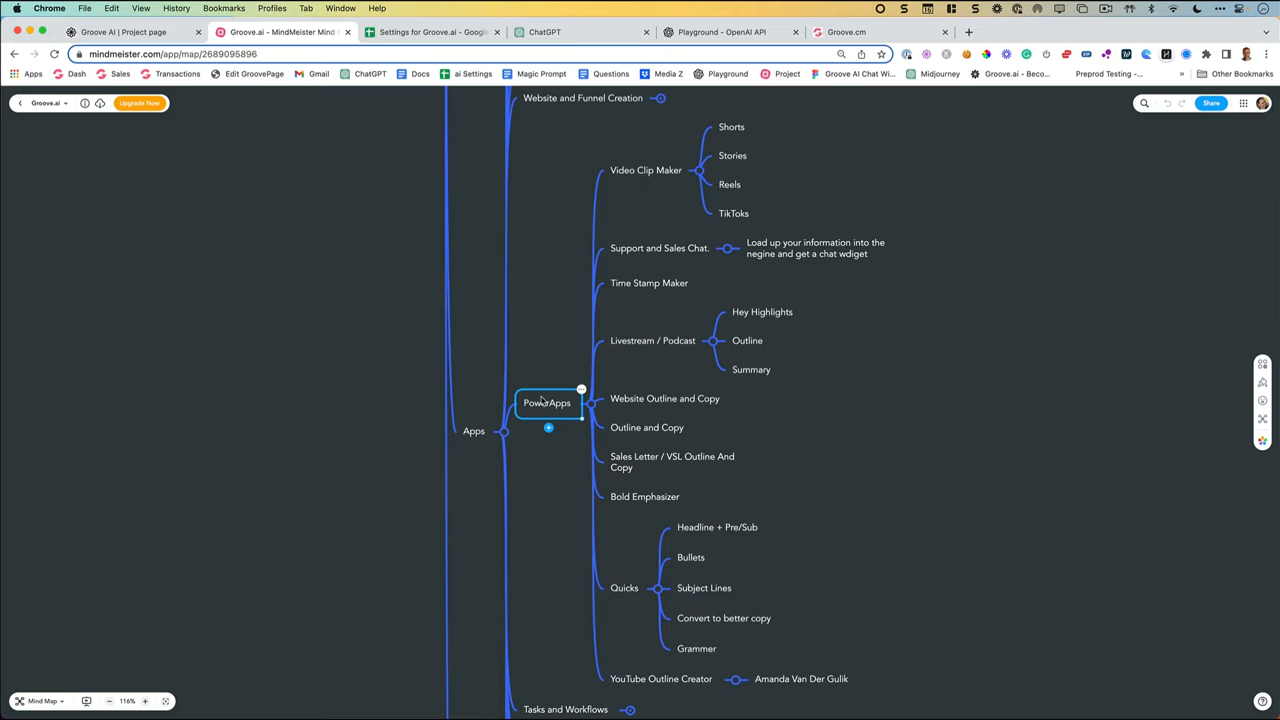 Chrome File Edit View History Bookmarks Profiles Tab Window Help
Groove AI | Project page
Groove.ai - MindMeister Mind
Settings for Groove.ai - Google
ChatGPT
Playground - OpenAI API
Groove.cm
mindmeister.com/app/map/2689095896
Apps Dash Sales Transactions Edit GroovePage Gmail ChatGPT Docs ai Settings Magic Prompt Questions Media Z Playground Project Groove AI Chat Wi... Midjourney Groove.ai - Beco... Preprod Testing -... Other Bookmarks
Groove.ai
Upgrade Now
Share
Website and Funnel Creation
Video Clip Maker
Shorts
Stories
Reels
TikToks
Support and Sales Chat.
Load up your information into the
negine and get a chat wdiget
Time Stamp Maker
Livestream / Podcast
Hey Highlights
Outline
Summary
Apps
PowerApps
Website Outline and Copy
Outline and Copy
Sales Letter / VSL Outline And
Copy
Bold Emphasizer
Quicks
Headline + Pre/Sub
Bullets
Subject Lines
Convert to better copy
Grammer
YouTube Outline Creator
Amanda Van Der Gulik
Tasks and Workflows
Mind Map
116%